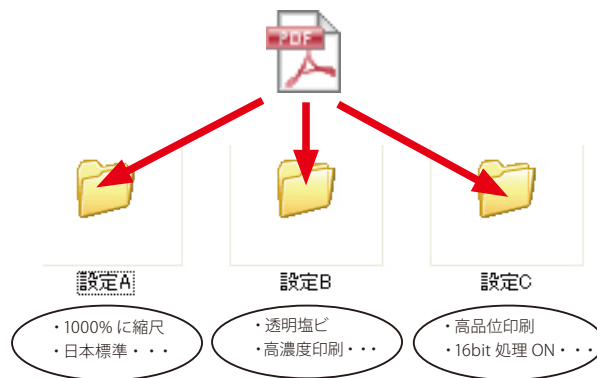 PDF
設定A
設定B
設定C
・1000% に縮尺
・日本標準・・・
・透明塩ビ
・高濃度印刷・・・
・高品位印刷
・16bit 処理 ON・・・